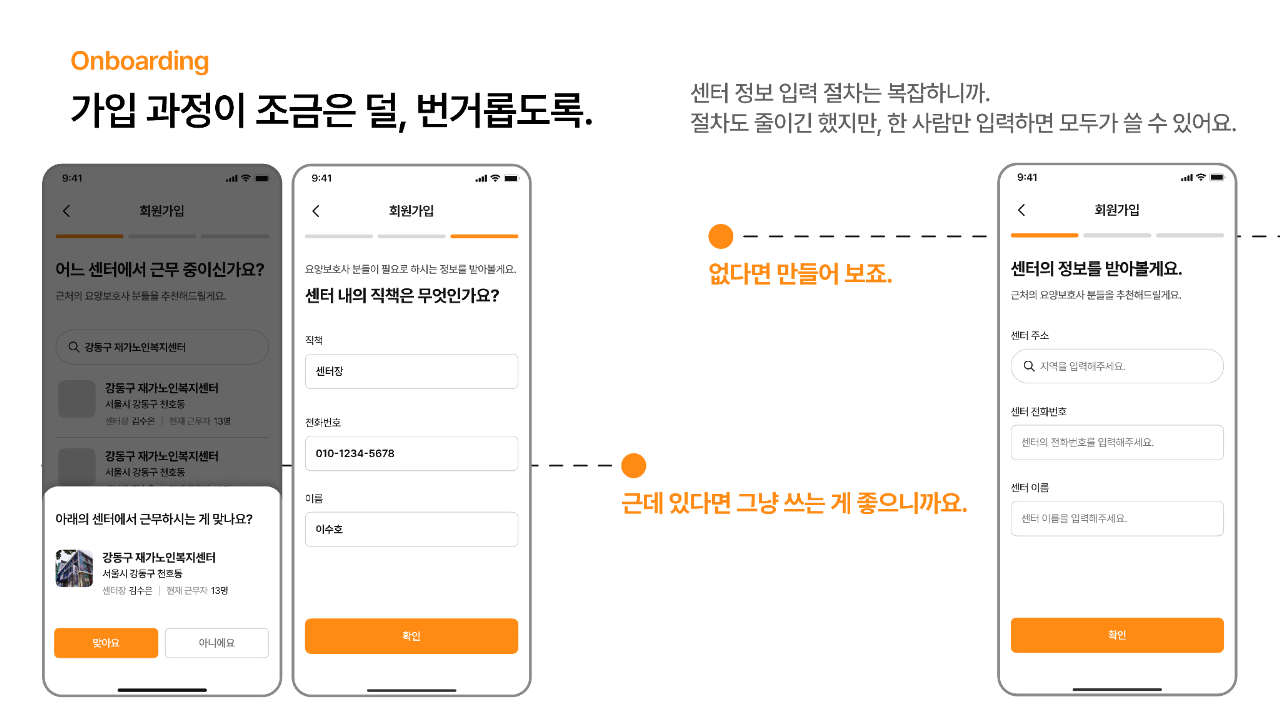 Onboarding
가입 과정이 조금은 덜, 번거롭도록.
센터 정보 입력 절차는 복잡하니까.
절차도 줄이긴 했지만, 한 사람만 입력하면 모두가 쓸 수 있어요.
9:41
회원가입
어느 센터에서 근무 중이신가요?
근처의 요양보호사 분들을 추천해드릴게요.
강동구 재가노인복지센터
강동구 재가노인복지센터
서울시 강동구 천호동
센터장 김수은 | 현재 근무자 13명
강동구 재가노인복지센터
서울시 강동구 천호동
아래의 센터에서 근무하시는 게 맞나요?
강동구 재가노인복지센터
서울시 강동구 천호동
센터장 김수은 | 현재 근무자 13명
맞아요
아니에요
9:41
회원가입
요양보호사 분들이 필요로 하시는 정보를 받아볼게요.
센터 내의 직책은 무엇인가요?
직책
센터장
전화번호
010-1234-5678
이름
이수호
확인
없다면 만들어 보죠.
근데 있다면 그냥 쓰는 게 좋으니까요.
9:41
회원가입
센터의 정보를 받아볼게요.
근처의 요양보호사 분들을 추천해드릴게요.
센터 주소
지역을 입력해주세요.
센터 전화번호
센터의 전화번호를 입력해주세요.
센터 이름
센터 이름을 입력해주세요.
확인